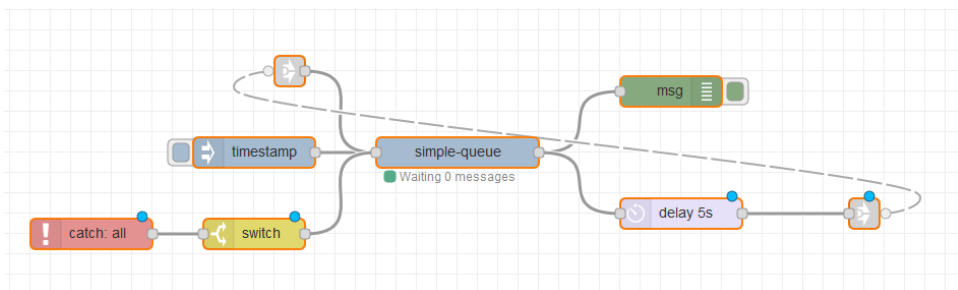 msg
timestamp
simple-queue
Waiting 0 messages
delay 5s
catch: all
switch